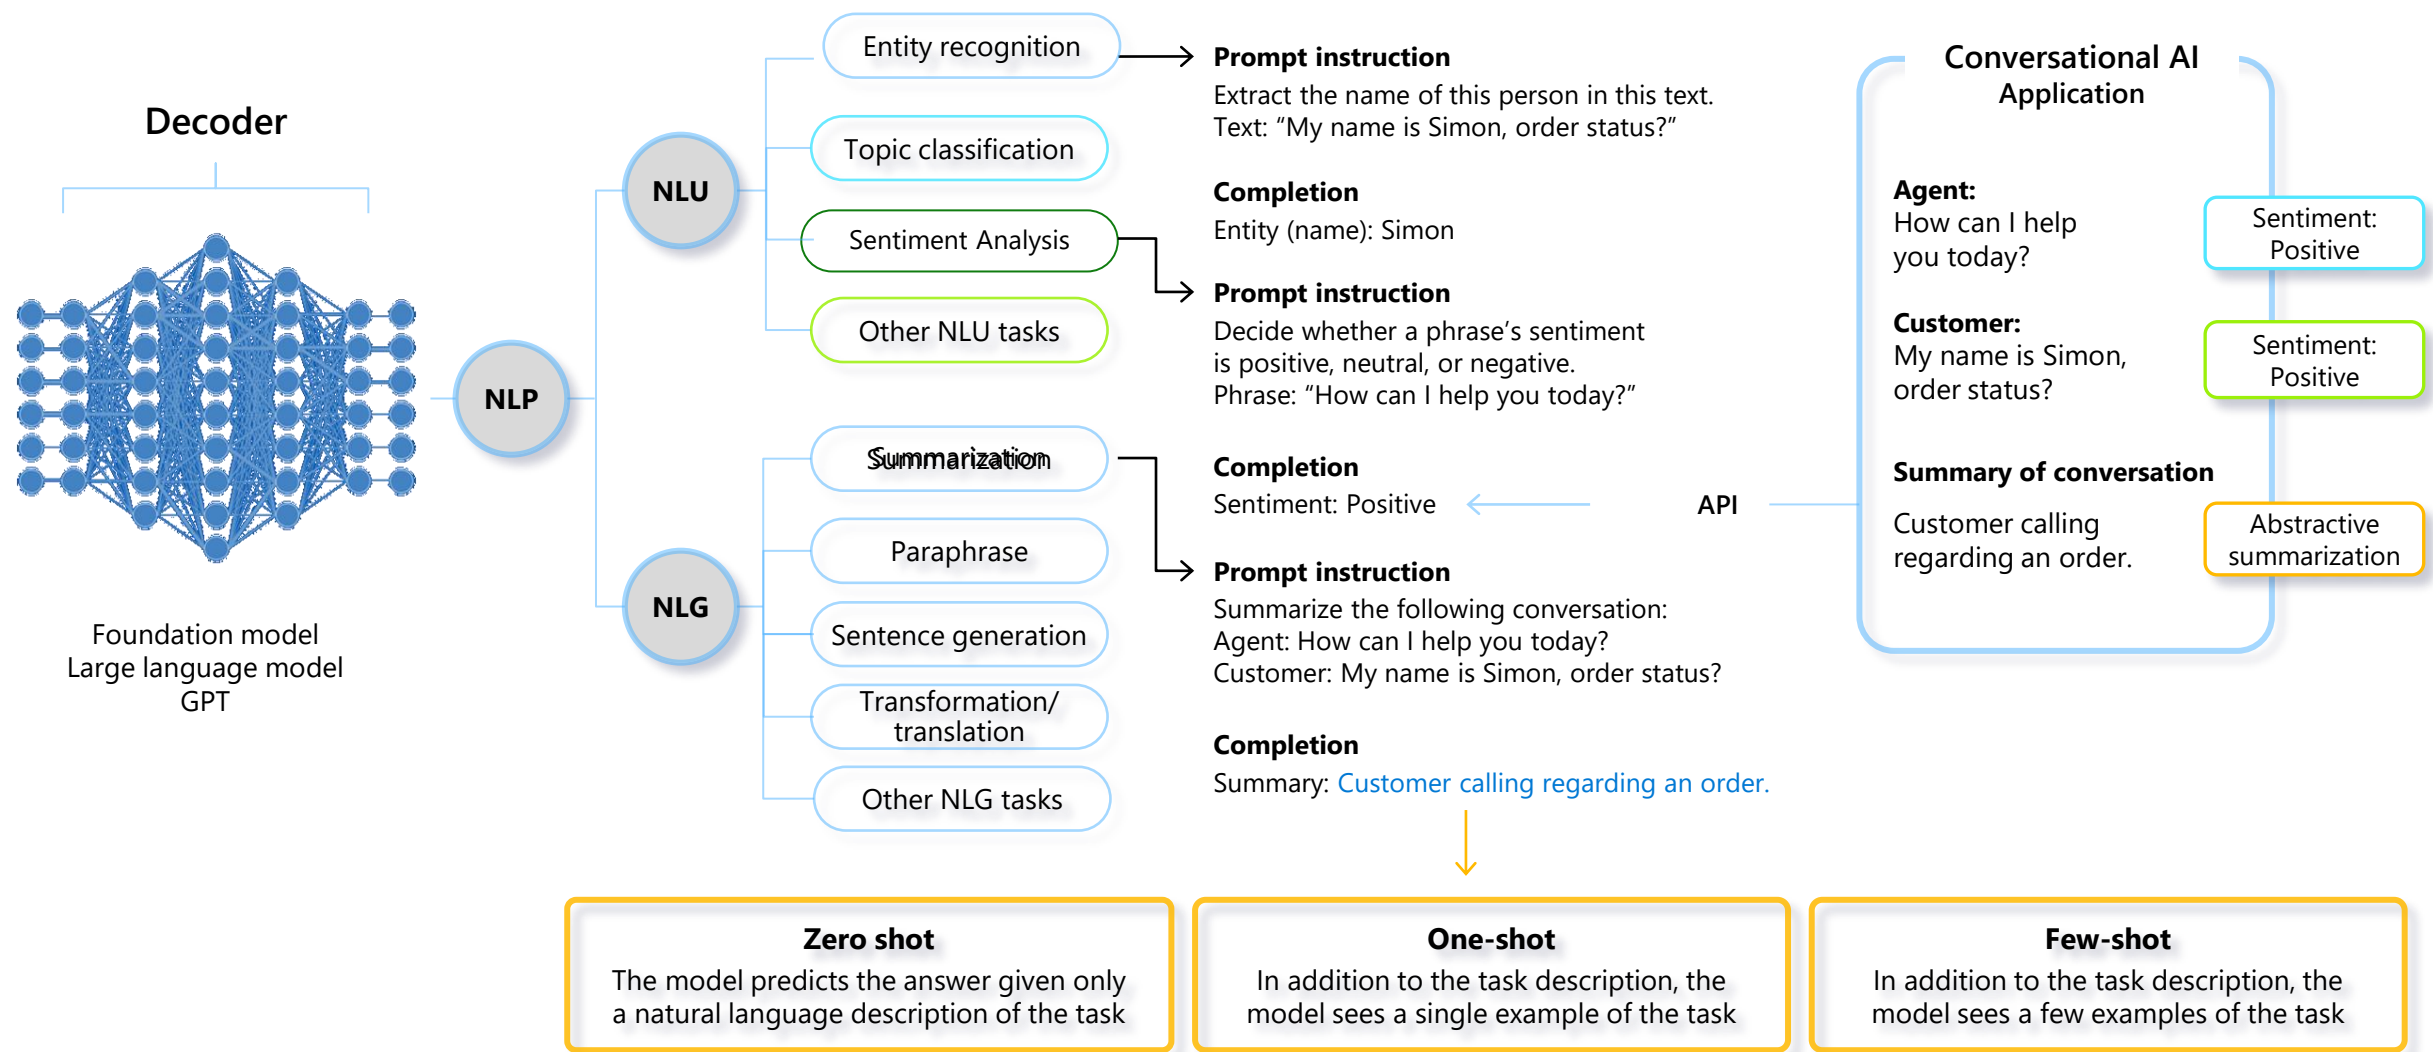 Decoder
Foundation model
Large language model
GPT
NLP
NLU
NLG
Entity recognition
Topic classification
Sentiment Analysis
Other NLU tasks
Summarization
Summarization
Paraphrase
Sentence generation
Transformation/
translation
Other NLG tasks
Prompt instruction
Extract the name of this person in this text.
Text: “My name is Simon, order status?”
Completion
Entity (name): Simon
Prompt instruction
Decide whether a phrase’s sentiment
is positive, neutral, or negative.
Phrase: “How can I help you today?”
Completion
Sentiment: Positive
Prompt instruction
Summarize the following conversation:
Agent: How can I help you today?
Customer: My name is Simon, order status?
Completion
Summary: Customer calling regarding an order.
API
Conversational AI
Application
Agent:
How can I help
you today?
Sentiment:
Positive
Customer:
My name is Simon,
order status?
Sentiment:
Positive
Summary of conversation
Customer calling
regarding an order.
Abstractive
summarization
Zero shot
The model predicts the answer given only
a natural language description of the task
One-shot
In addition to the task description, the
model sees a single example of the task
Few-shot
In addition to the task description, the
model sees a few examples of the task